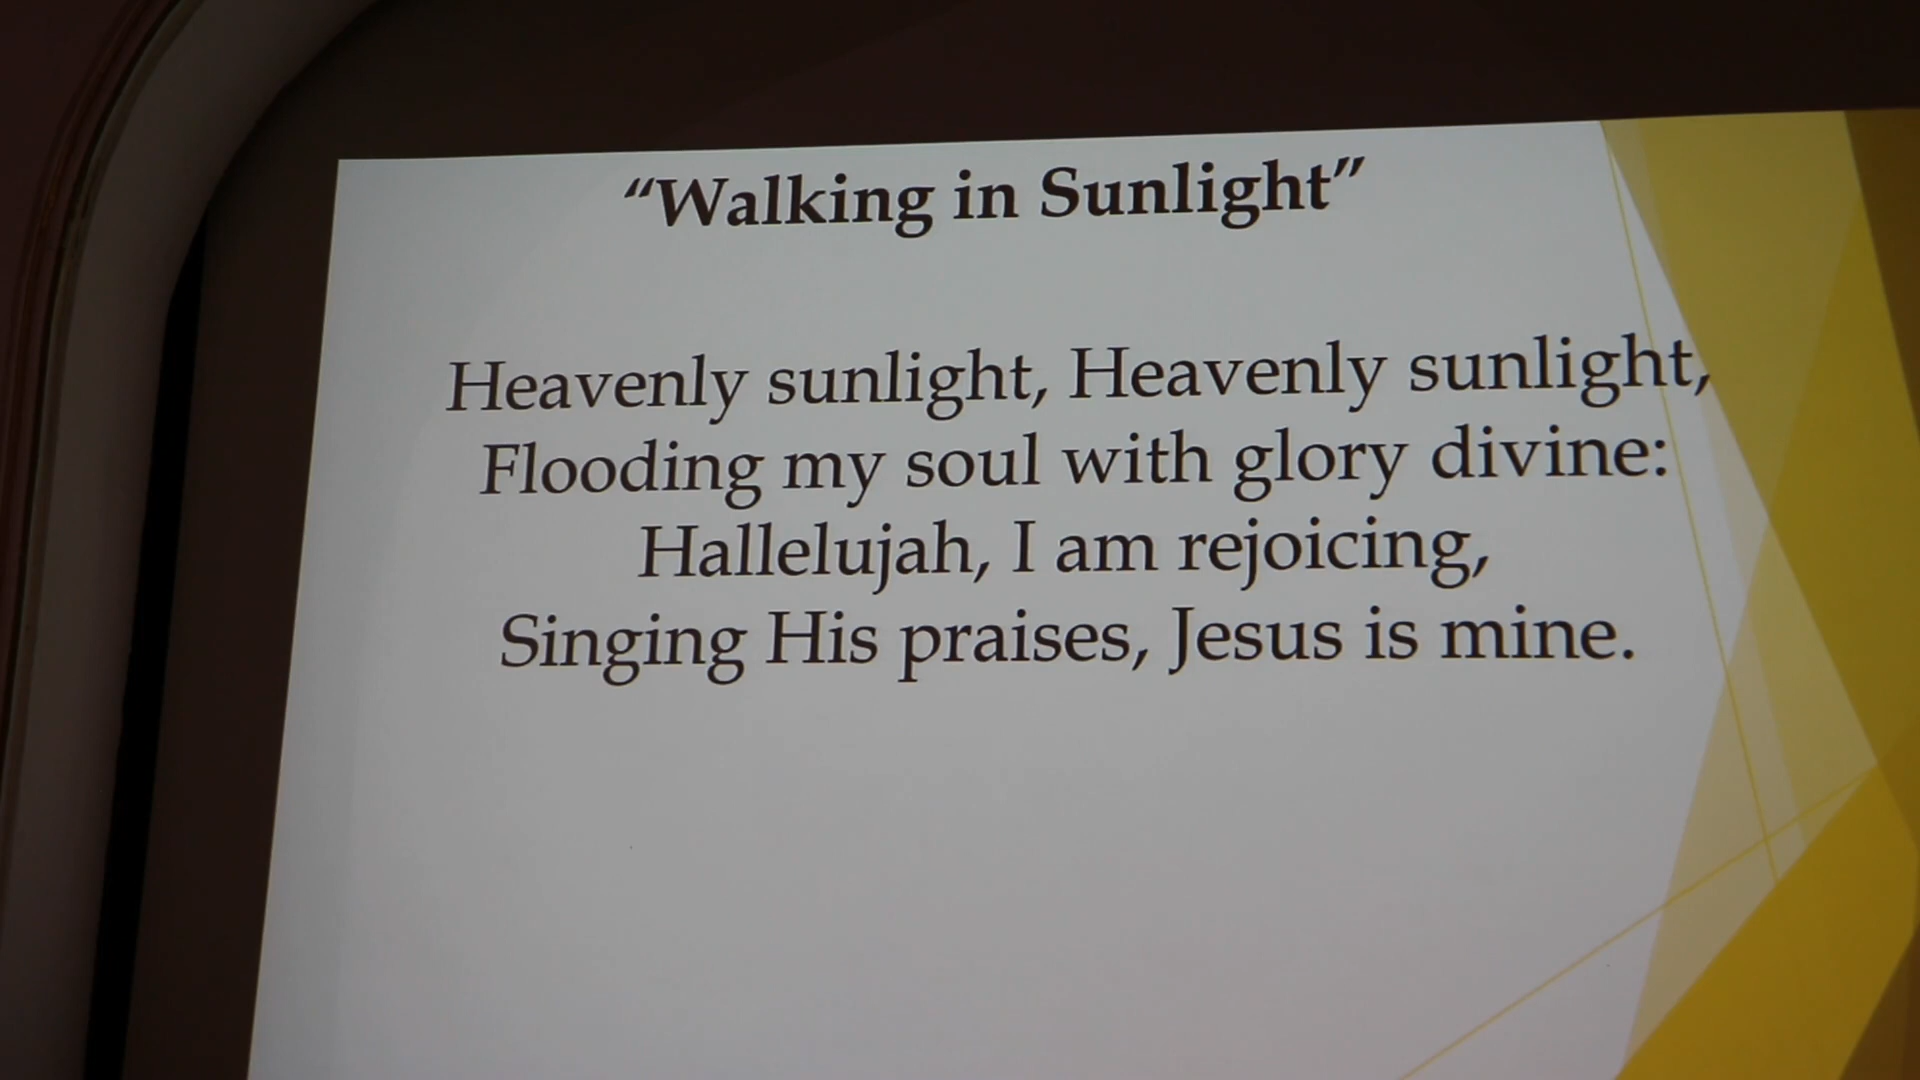 “Walking in Sunlight”
Heavenly sunlight, Heavenly sunlight,
Flooding my soul with glory divine:
Hallelujah, I am rejoicing,
Singing His praises, Jesus is mine.